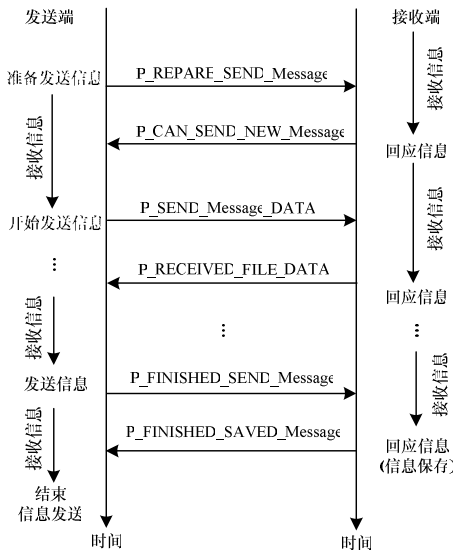 发送端
接收端
准备发送信息
P_REPARE_SEND_Message
接收信息
接收信息
P_CAN_SEND_NEW_Message
回应信息
开始发送信息
P_SEND_Message_DATA
接收信息
...
P_RECEIVED_FILE_DATA
回应信息
接收信息
...
...
发送信息
P_FINISHED_SEND_Message
接收信息
接收信息
P_FINISHED_SAVED_Message
回应信息
(信息保存)
结束
信息发送
时间
时间